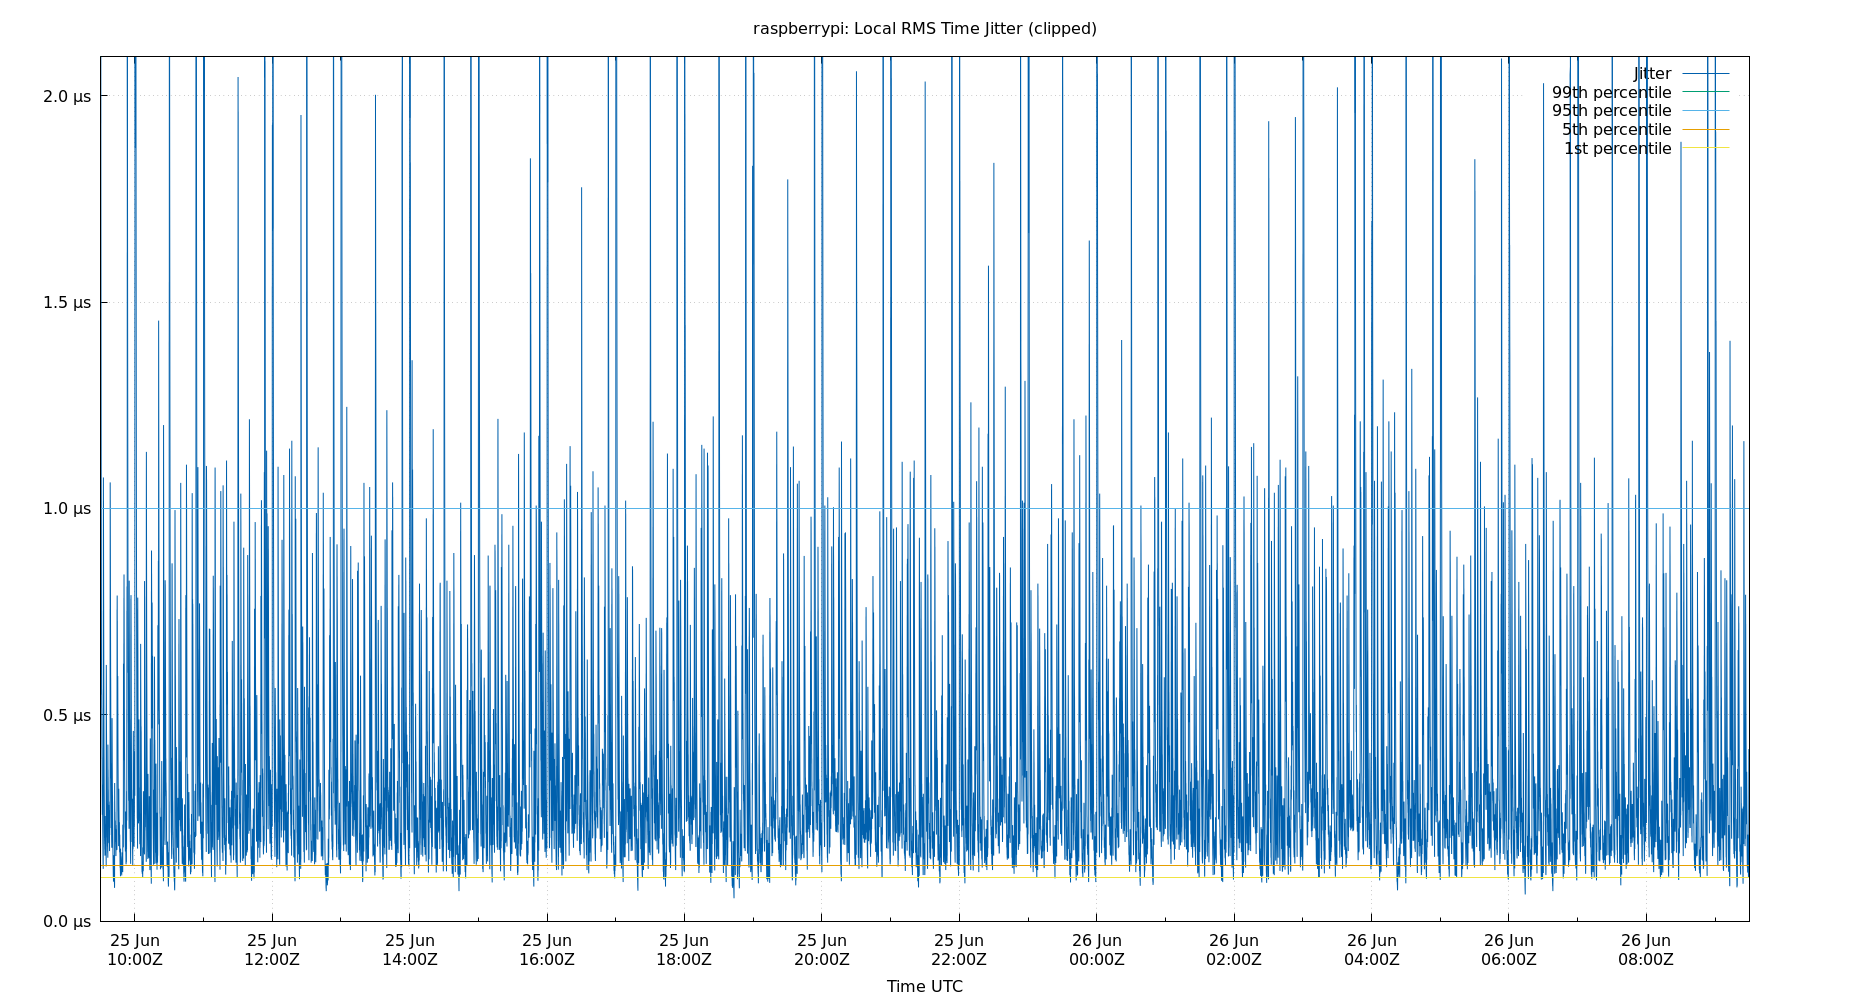 raspberrypi: Local RMS Time Jitter (clipped)
Jitter
99th percentile
95th percentile
5th percentile
1st percentile
2.0 µs
1.5 µs
1.0 µs
0.5 µs
0.0 µs
25 Jun 25 Jun 25 Jun 25 Jun 25 Jun 25 Jun 25 Jun 26 Jun 26 Jun 26 Jun 26 Jun 26 Jun
10:00Z 12:00Z 14:00Z 16:00Z 18:00Z 20:00Z 22:00Z 00:00Z 02:00Z 04:00Z 06:00Z 08:00Z
Time UTC